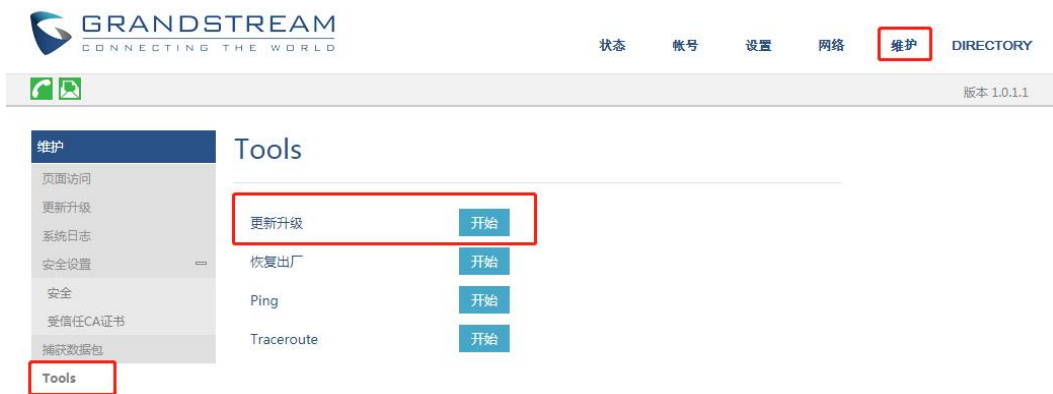 GRANDSTREAM
CONNECTING THE WORLD
状态 帐号 设置 网络 维护 DIRECTORY
版本 1.0.1.1
维护
页面访问
更新升级
系统日志
安全设置
安全
受信任CA证书
捕获数据包
Tools
Tools
更新升级 开始
恢复出厂 开始
Ping 开始
Traceroute 开始